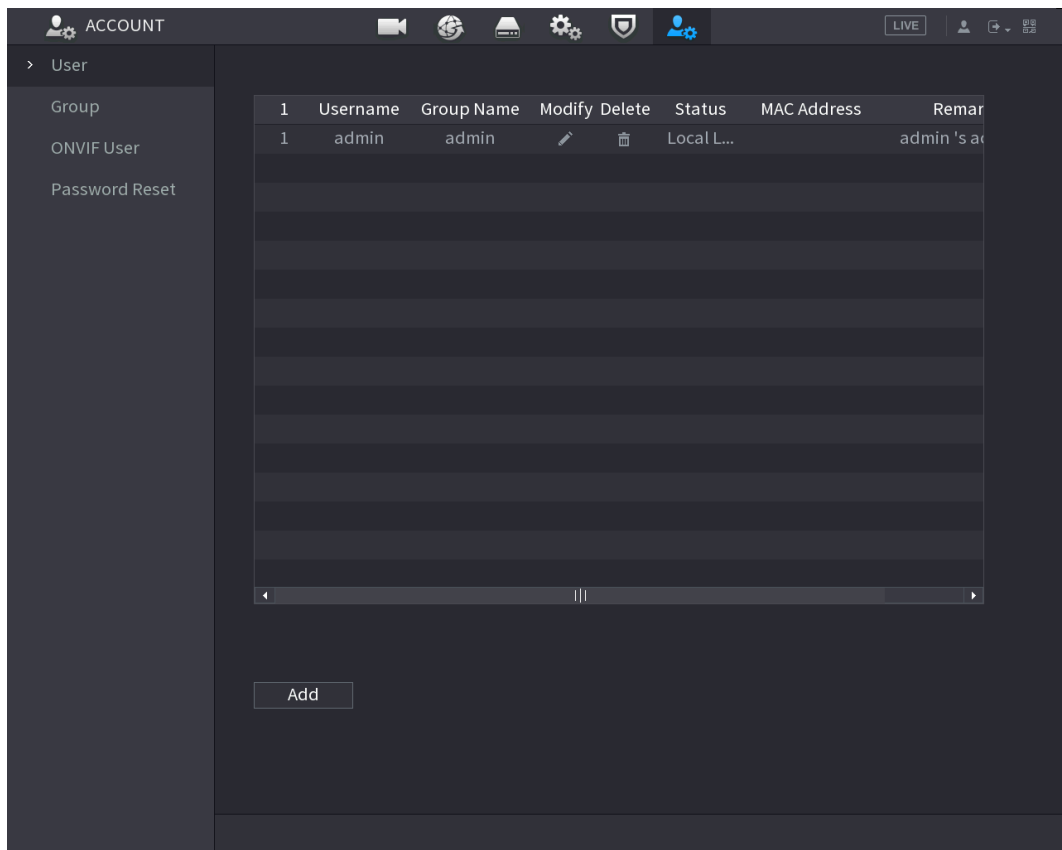 ACCOUNT
LIVE
User
Group
ONVIF User
Password Reset
1 Username Group Name Modify Delete Status MAC Address Remar
1 admin admin Local L... admin 's ac
Add